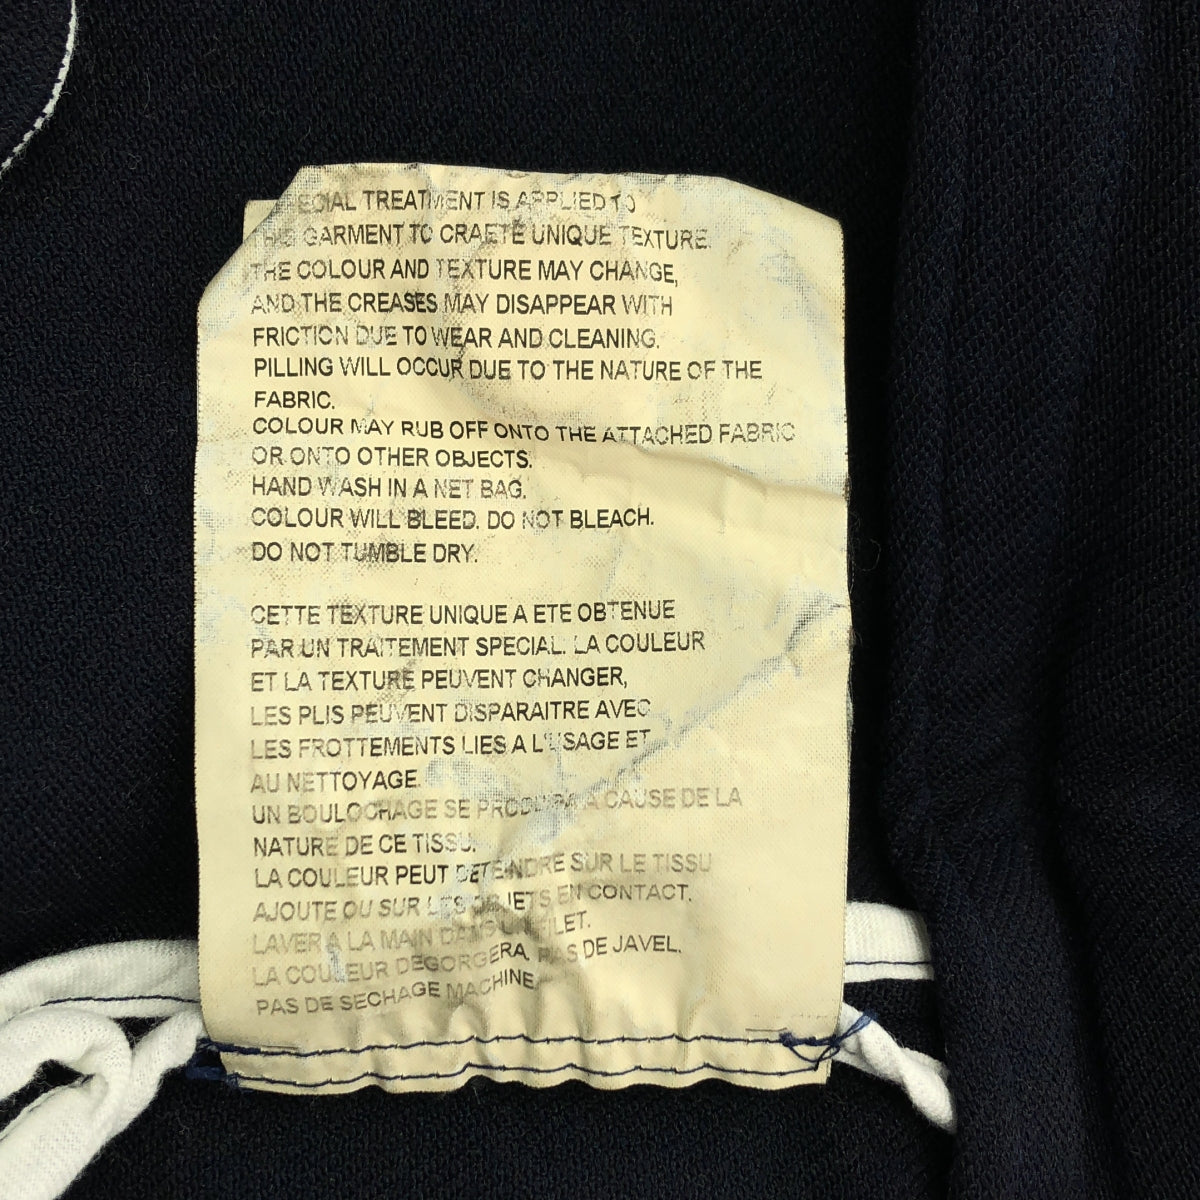 SPECIAL TREATMENT IS APPLIED TO
THIS GARMENT TO CRAETE UNIQUE TEXTURE.
THE COLOUR AND TEXTURE MAY CHANGE,
AND THE CREASES MAY DISAPPEAR WITH
FRICTION DUE TO WEAR AND CLEANING.
PILLING WILL OCCUR DUE TO THE NATURE OF THE
FABRIC.
COLOUR MAY RUB OFF ONTO THE ATTACHED FABRIC
OR ONTO OTHER OBJECTS.
HAND WASH IN A NET BAG.
COLOUR WILL BLEED. DO NOT BLEACH.
DO NOT TUMBLE DRY.
CETTE TEXTURE UNIQUE A ETE OBTENUE
PAR UN TRAITEMENT SPECIAL. LA COULEUR
ET LA TEXTURE PEUVENT CHANGER,
LES PLIS PEUVENT DISPARAITRE AVEC
LES FROTTEMENTS LIES A L'USAGE ET
AU NETTOYAGE.
UN BOULOCHAGE SE PRODUIRA A CAUSE DE LA
NATURE DE CE TISSU.
LA COULEUR PEUT DETEINDRE SUR LE TISSU
AJOUTE OU SUR LES OBJETS EN CONTACT.
LAVER A LA MAIN DANS UN FILET.
LA COULEUR DEGORGERA, PAS DE JAVEL.
PAS DE SECHAGE MACHINE.